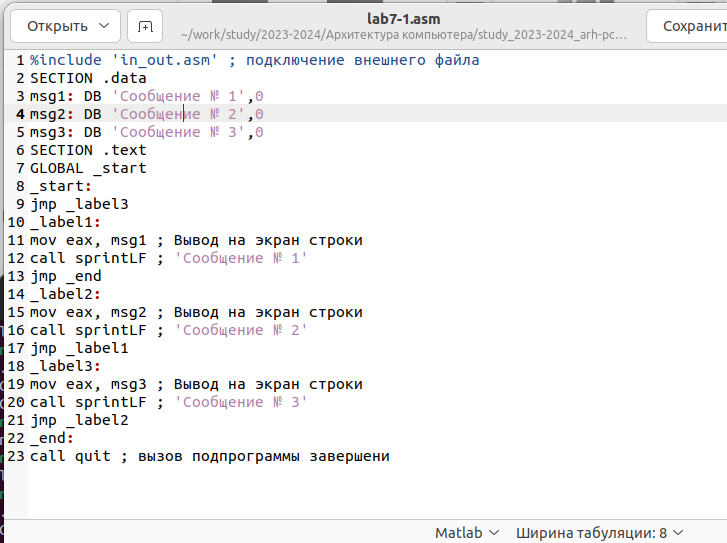 Открыть
lab7-1.asm
~/work/study/2023-2024/Архитектура компьютера/study_2023-2024_arh-pc...
Сохранит
1 %include 'in_out.asm' ; подключение внешнего файла
2 SECTION .data
3 msg1: DB 'Сообщение № 1',0
4 msg2: DB 'Сообщение № 2',0
5 msg3: DB 'Сообщение № 3',0
6 SECTION .text
7 GLOBAL _start
8 _start:
9 jmp _label3
10 _label1:
11 mov eax, msg1 ; Вывод на экран строки
12 call sprintLF ; 'Сообщение № 1'
13 jmp _end
14 _label2:
15 mov eax, msg2 ; Вывод на экран строки
16 call sprintLF ; 'Сообщение № 2'
17 jmp _label1
18 _label3:
19 mov eax, msg3 ; Вывод на экран строки
20 call sprintLF ; 'Сообщение № 3'
21 jmp _label2
22 _end:
23 call quit ; вызов подпрограммы завершени
Matlab
Ширина табуляции: 8